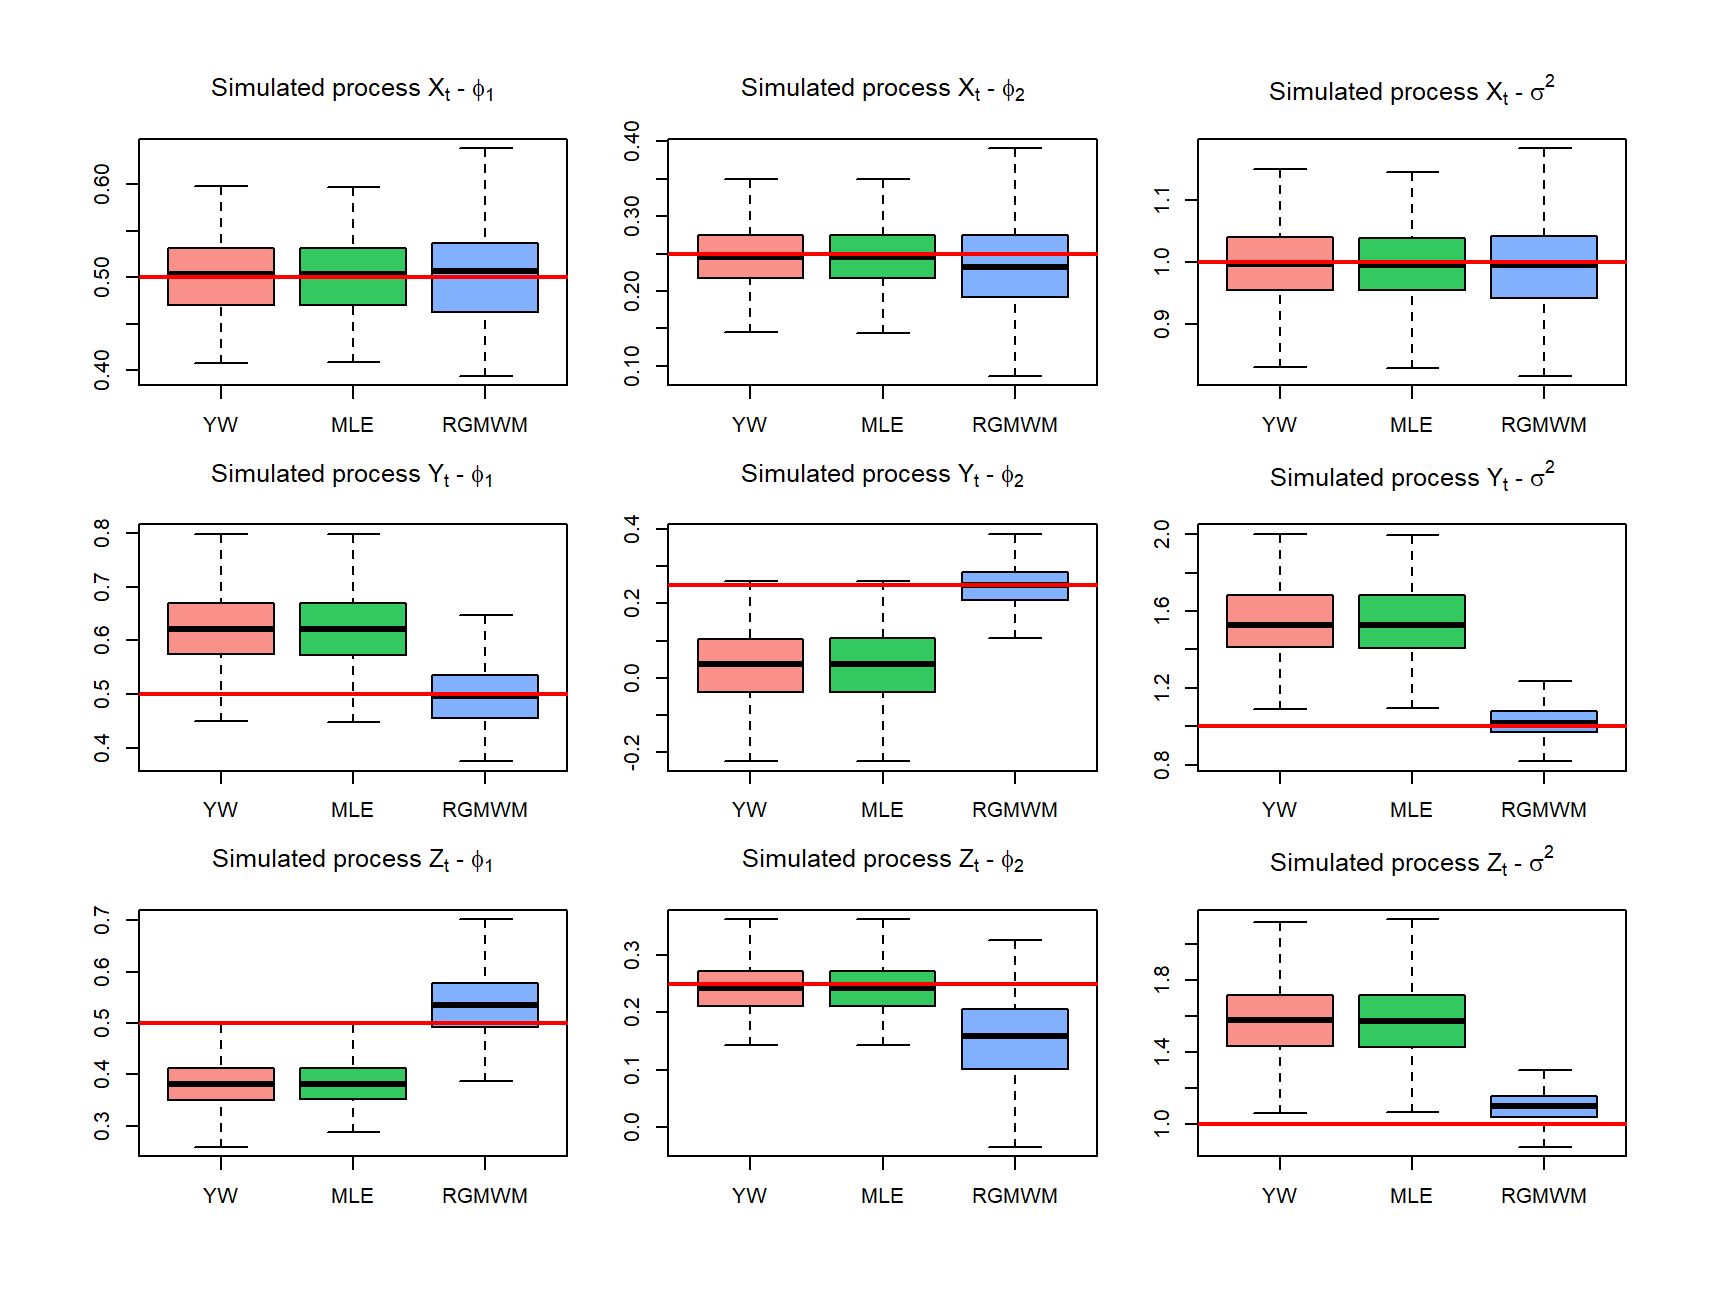 Simulated process Xₜ - ϕ₁
Simulated process Xₜ - ϕ₂
Simulated process Xₜ - σ²
0.40 0.50 0.60
0.10 0.20 0.30 0.40
0.9 1.0 1.1
YW MLE RGMWM
YW MLE RGMWM
YW MLE RGMWM
Simulated process Yₜ - ϕ₁
Simulated process Yₜ - ϕ₂
Simulated process Yₜ - σ²
0.4 0.5 0.6 0.7 0.8
-0.2 0.0 0.2 0.4
0.8 1.2 1.6 2.0
YW MLE RGMWM
YW MLE RGMWM
YW MLE RGMWM
Simulated process Zₜ - ϕ₁
Simulated process Zₜ - ϕ₂
Simulated process Zₜ - σ²
0.3 0.4 0.5 0.6 0.7
0.0 0.1 0.2 0.3
1.0 1.4 1.8
YW MLE RGMWM
YW MLE RGMWM
YW MLE RGMWM